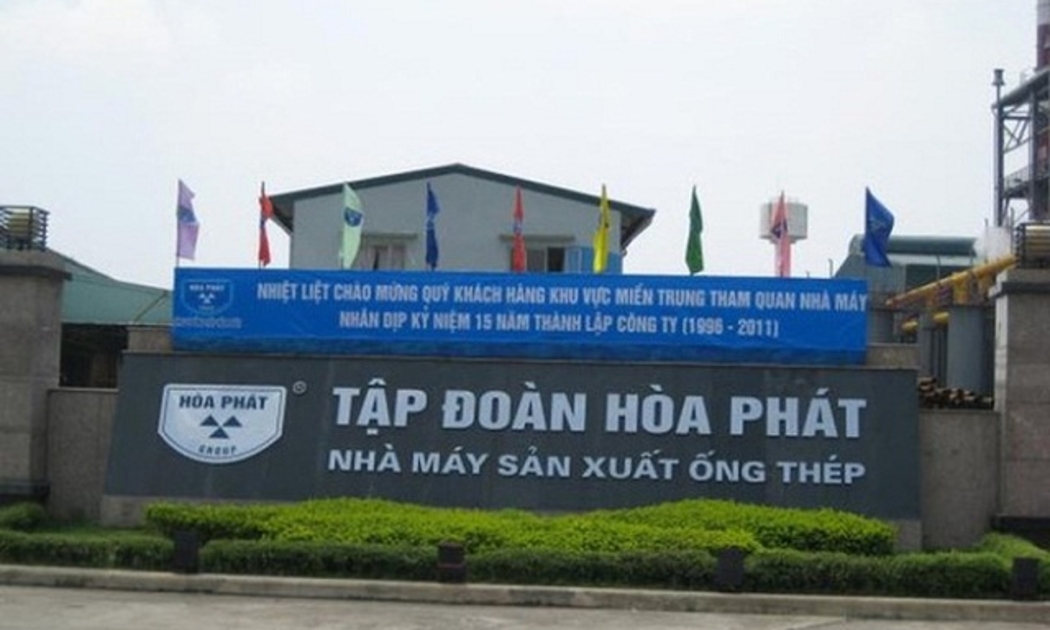 HÒA PHÁT
NHIỆT LIỆT CHÀO MỪNG QUÝ KHÁCH HÀNG KHU VỰC MIỀN TRUNG THAM QUAN NHÀ MÁY
NHÂN DỊP KỶ NIỆM 15 NĂM THÀNH LẬP CÔNG TY (1996 - 2011)
HÒA PHÁT
GROUP
®
TẬP ĐOÀN HÒA PHÁT
NHÀ MÁY SẢN XUẤT ỐNG THÉP